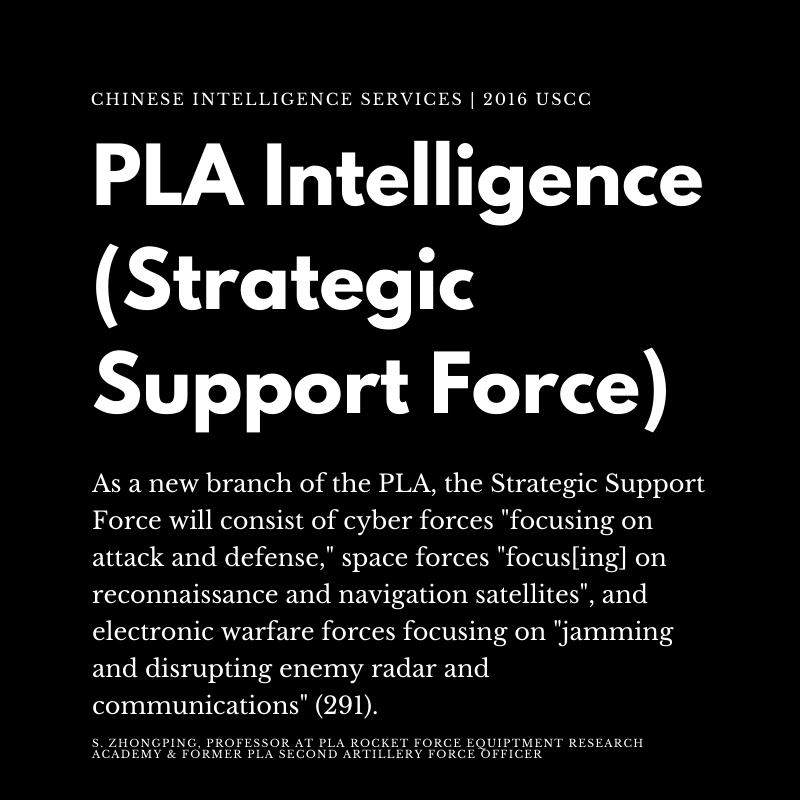 CHINESE INTELLIGENCE SERVICES | 2016 USCC
PLA Intelligence
(Strategic
Support Force)
As a new branch of the PLA, the Strategic Support
Force will consist of cyber forces "focusing on
attack and defense," space forces "focus[ing] on
reconnaissance and navigation satellites", and
electronic warfare forces focusing on "jamming
and disrupting enemy radar and
communications" (291).
S. ZHONGPING, PROFESSOR AT PLA ROCKET FORCE EQUIPTMENT RESEARCH
ACADEMY & FORMER PLA SECOND ARTILLERY FORCE OFFICER